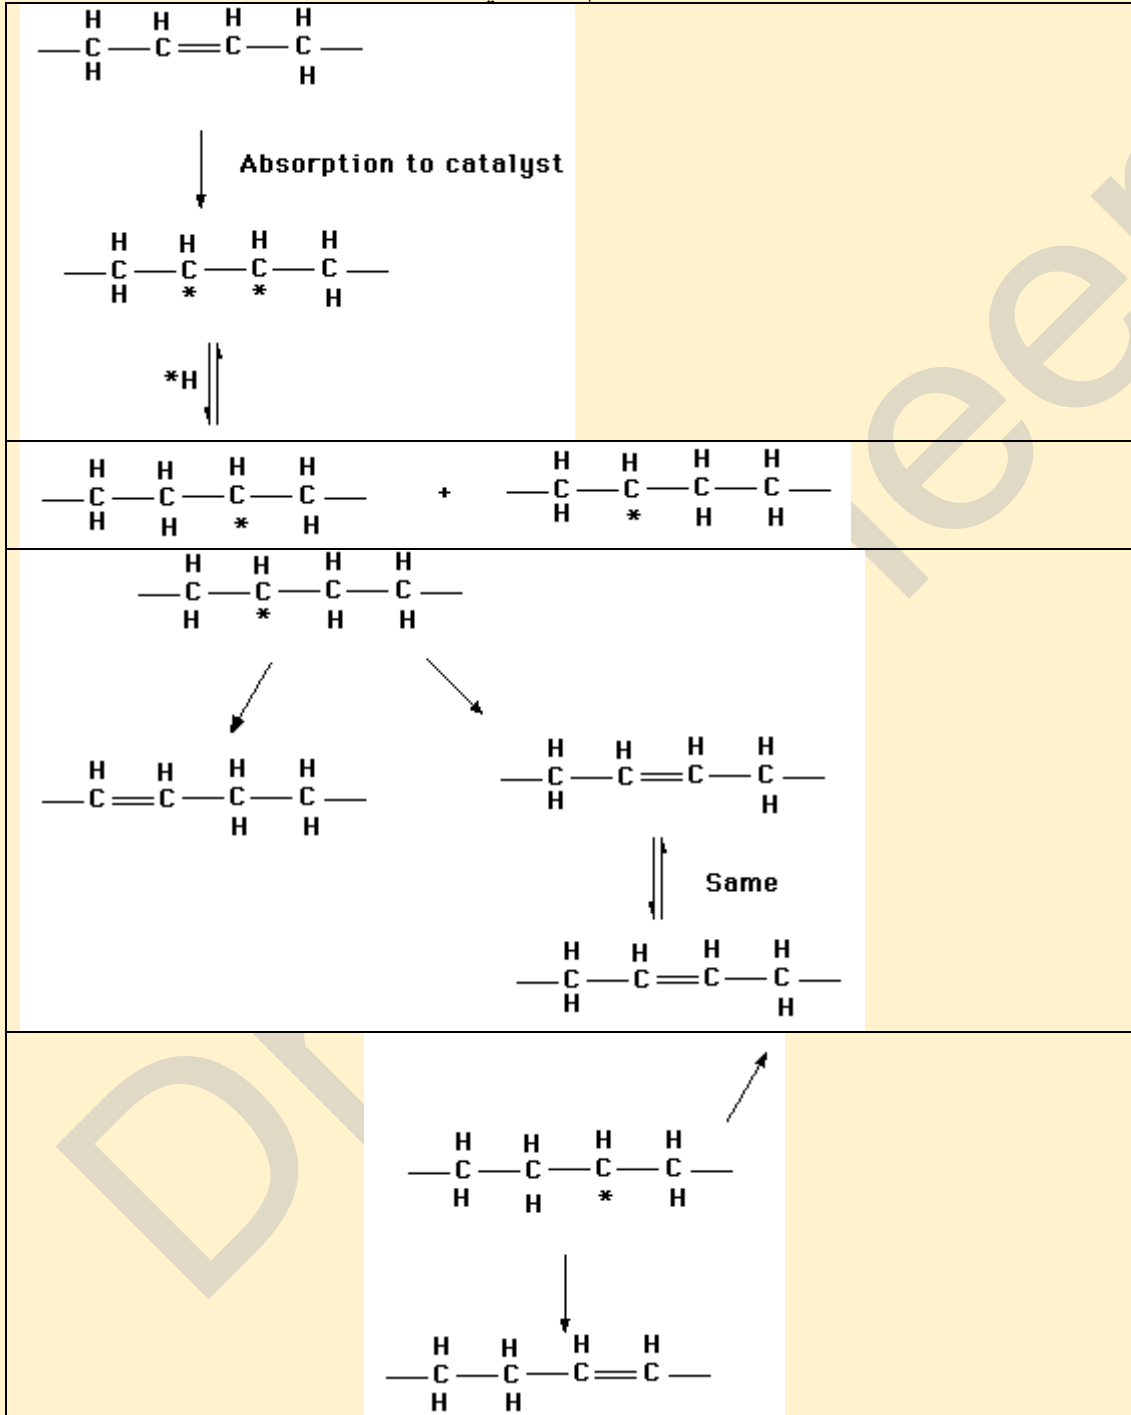 H H H H
— C — C = C — C —
H H
Absorption to catalyst
H H H H
— C — C — C — C —
H * * H
*H
H H H H
— C — C — C — C —
H H * H
+
H H H H
— C — C — C — C —
H * H H
H H H H
— C — C — C — C —
H * H H
H H H H
— C = C — C — C —
H H
H H H H
— C — C = C — C —
H H
Same
H H H H
— C — C = C — C —
H H
H H H H
— C — C — C — C —
H H * H
H H H H
— C — C — C = C —
H H